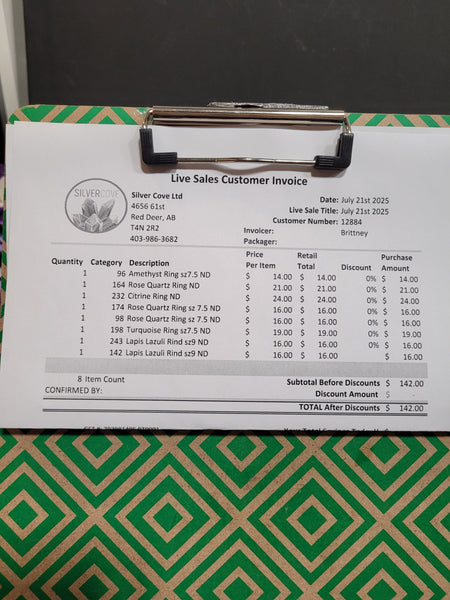 Live Sales Customer Invoice
SILVERCOVE
Silver Cove Ltd
4656 61st
Red Deer, AB
T4N 2R2
403-986-3682
Date: July 21st 2025
Live Sale Title: July 21st 2025
Customer Number: 12884
Invoicer: Brittney
Packager:
Quantity Category Description Price Per Item Retail Total Discount Purchase Amount
1 96 Amethyst Ring sz7.5 ND $ 14.00 $ 14.00 0% $ 14.00
1 164 Rose Quartz Ring ND $ 21.00 $ 21.00 0% $ 21.00
1 232 Citrine Ring ND $ 24.00 $ 24.00 0% $ 24.00
1 174 Rose Quartz Ring sz 7.5 ND $ 16.00 $ 16.00 0% $ 16.00
1 98 Rose Quartz Ring sz 7.5 ND $ 16.00 $ 16.00 0% $ 16.00
1 198 Turquoise Ring sz7.5 ND $ 19.00 $ 19.00 0% $ 19.00
1 243 Lapis Lazuli Rind sz9 ND $ 16.00 $ 16.00 0% $ 16.00
1 142 Lapis Lazuli Rind sz9 ND $ 16.00 $ 16.00 $ 16.00
8 Item Count
Subtotal Before Discounts $ 142.00
CONFIRMED BY:
Discount Amount $ -
TOTAL After Discounts $ 142.00